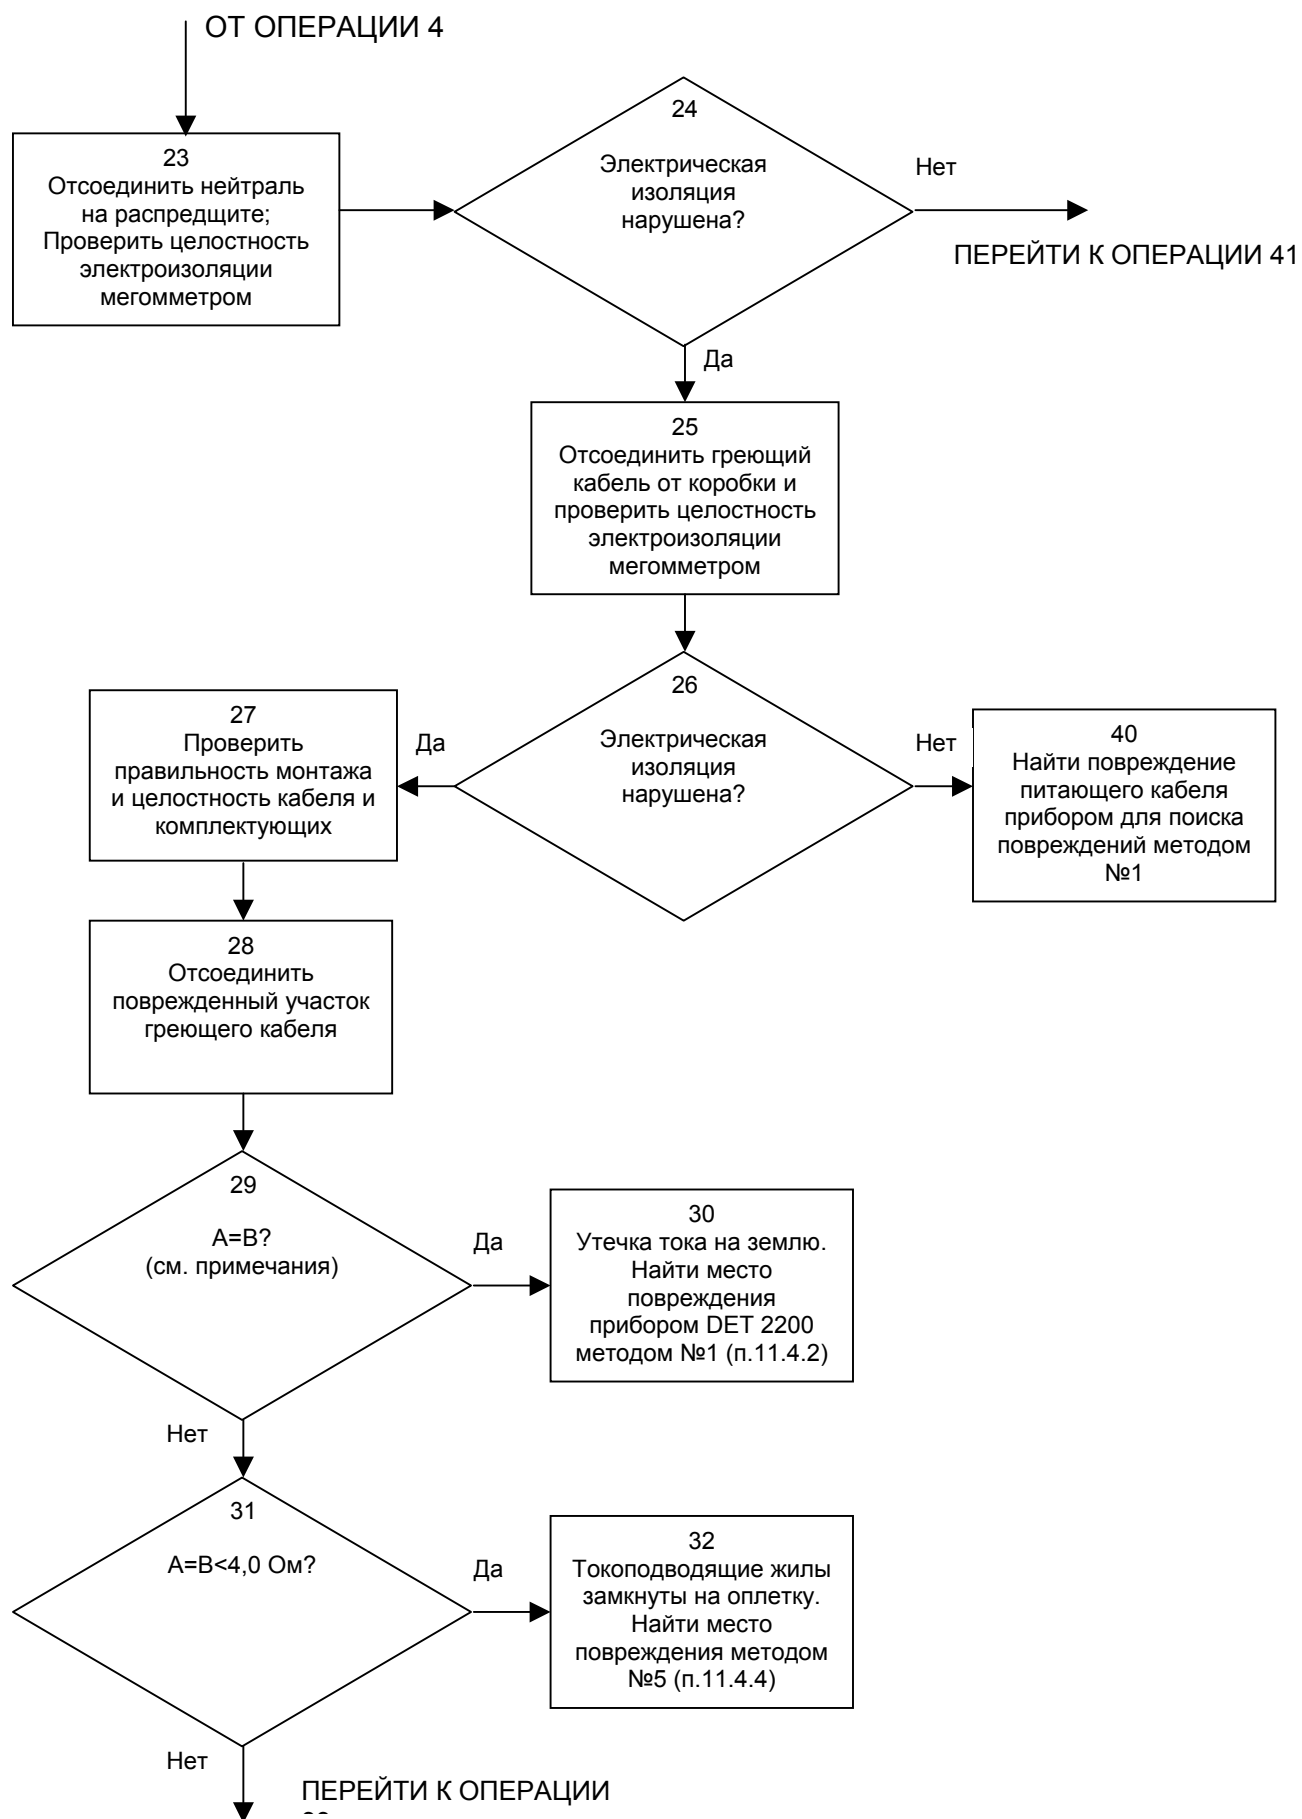 ОТ ОПЕРАЦИИ 4
23
Отсоединить нейтраль
на распредщите;
Проверить целостность
электроизоляции
мегомметром
24
Электрическая
изоляция
нарушена?
Нет
ПЕРЕЙТИ К ОПЕРАЦИИ 41
Да
25
Отсоединить греющий
кабель от коробки и
проверить целостность
электроизоляции
мегомметром
26
Электрическая
изоляция
нарушена?
Да
Нет
27
Проверить
правильность монтажа
и целостность кабеля и
комплектующих
40
Найти повреждение
питающего кабеля
прибором для поиска
повреждений методом
№1
28
Отсоединить
поврежденный участок
греющего кабеля
29
A=B?
(см. примечания)
Да
30
Утечка тока на землю.
Найти место
повреждения
прибором DET 2200
методом №1 (п.11.4.2)
Нет
31
A=B<4,0 Ом?
Да
32
Токоподводящие жилы
замкнуты на оплетку.
Найти место
повреждения методом
№5 (п.11.4.4)
Нет
ПЕРЕЙТИ К ОПЕРАЦИИ